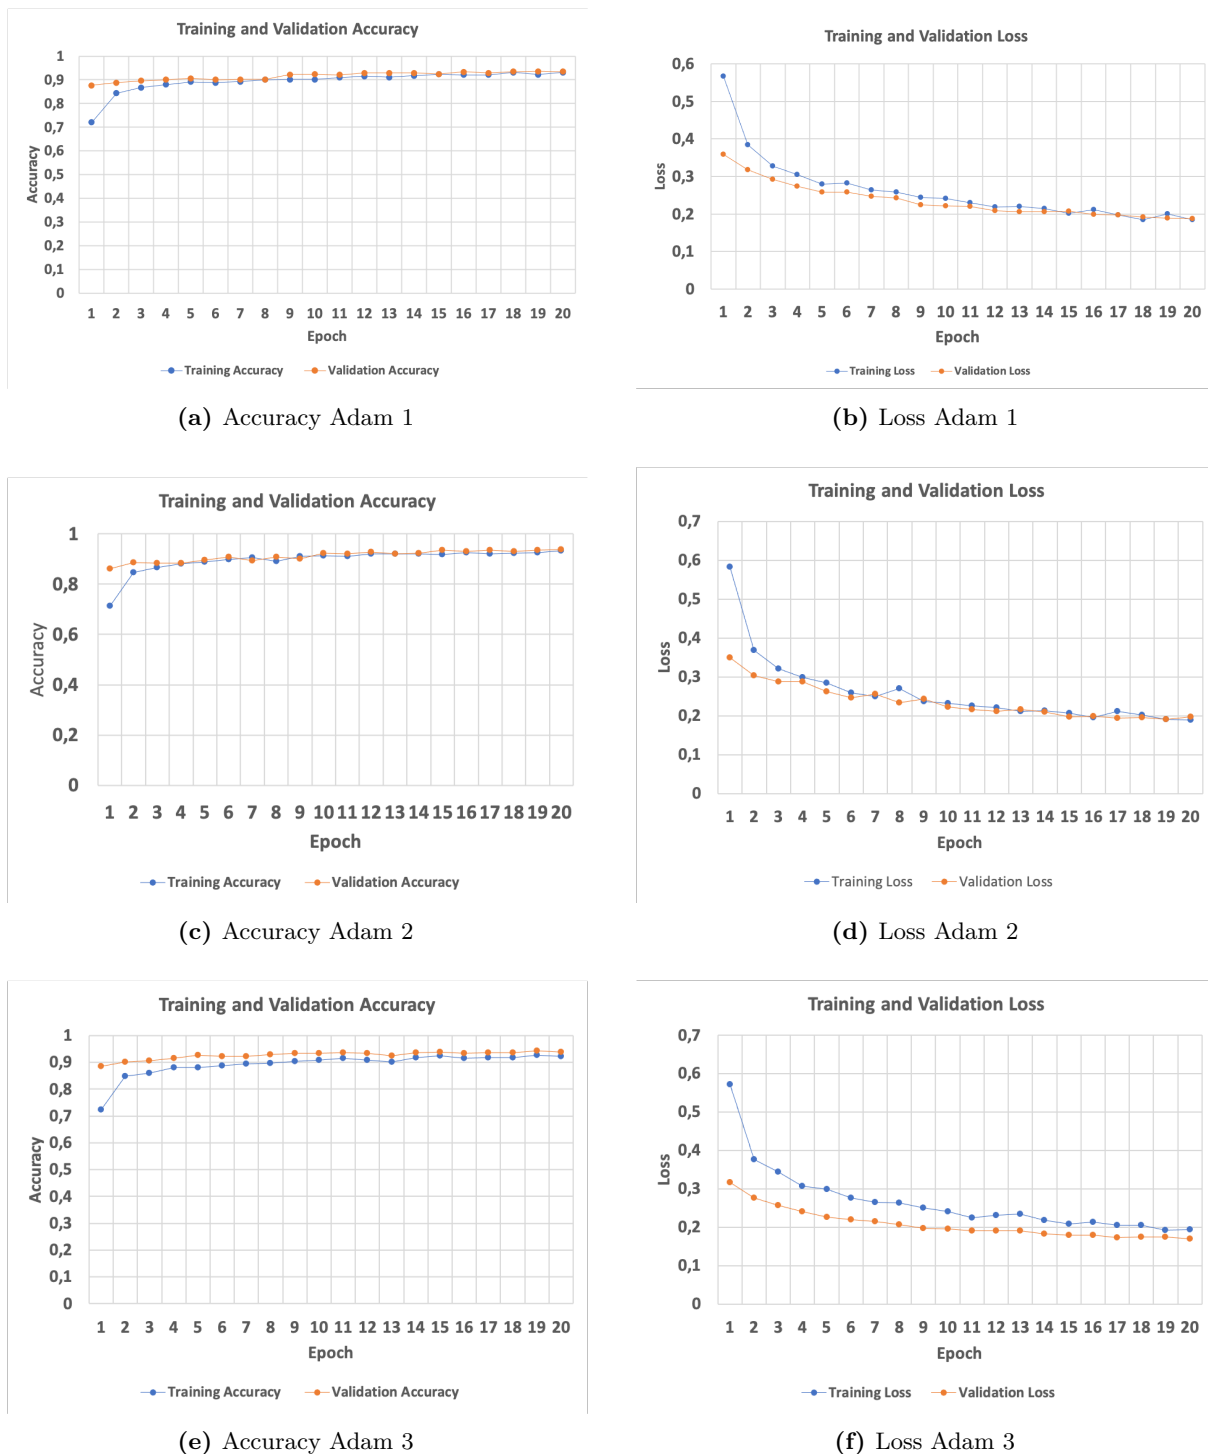 Training and Validation Accuracy
1
0,9
0,8
0,7
0,6
0,5
0,4
0,3
0,2
0,1
0
Accuracy
1 2 3 4 5 6 7 8 9 10 11 12 13 14 15 16 17 18 19 20
Epoch
Training Accuracy Validation Accuracy
(a) Accuracy Adam 1
Training and Validation Loss
0,6
0,5
0,4
0,3
0,2
0,1
0
Loss
1 2 3 4 5 6 7 8 9 10 11 12 13 14 15 16 17 18 19 20
Epoch
Training Loss Validation Loss
(b) Loss Adam 1
Training and Validation Accuracy
1
0,8
0,6
0,4
0,2
0
Accuracy
1 2 3 4 5 6 7 8 9 10 11 12 13 14 15 16 17 18 19 20
Epoch
Training Accuracy Validation Accuracy
(c) Accuracy Adam 2
Training and Validation Loss
0,7
0,6
0,5
0,4
0,3
0,2
0,1
0
Loss
1 2 3 4 5 6 7 8 9 10 11 12 13 14 15 16 17 18 19 20
Epoch
Training Loss Validation Loss
(d) Loss Adam 2
Training and Validation Accuracy
1
0,9
0,8
0,7
0,6
0,5
0,4
0,3
0,2
0,1
0
Accuracy
1 2 3 4 5 6 7 8 9 10 11 12 13 14 15 16 17 18 19 20
Epoch
Training Accuracy Validation Accuracy
(e) Accuracy Adam 3
Training and Validation Loss
0,7
0,6
0,5
0,4
0,3
0,2
0,1
0
Loss
1 2 3 4 5 6 7 8 9 10 11 12 13 14 15 16 17 18 19 20
Epoch
Training Loss Validation Loss
(f) Loss Adam 3